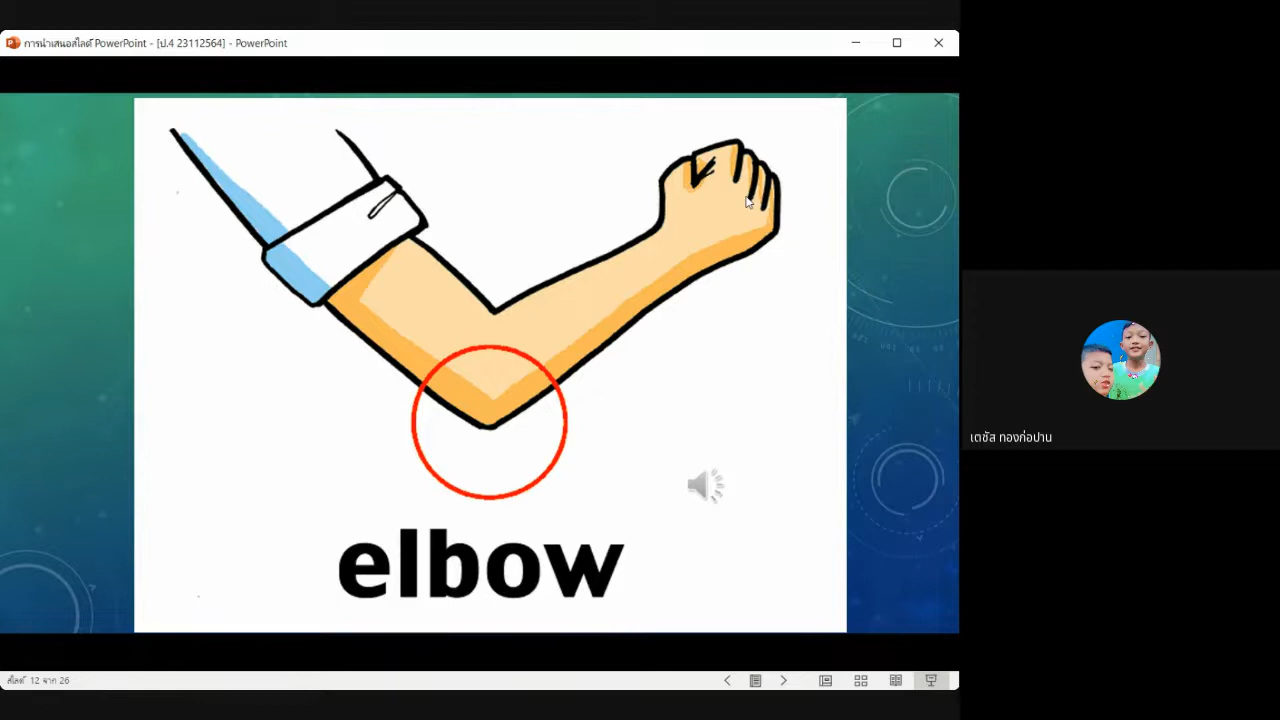 การนำเสนอสไลด์ PowerPoint - [ป.4 23112564] - PowerPoint
elbow
เตชัส ทองก่อปาน
สไลด์ 12 จาก 26